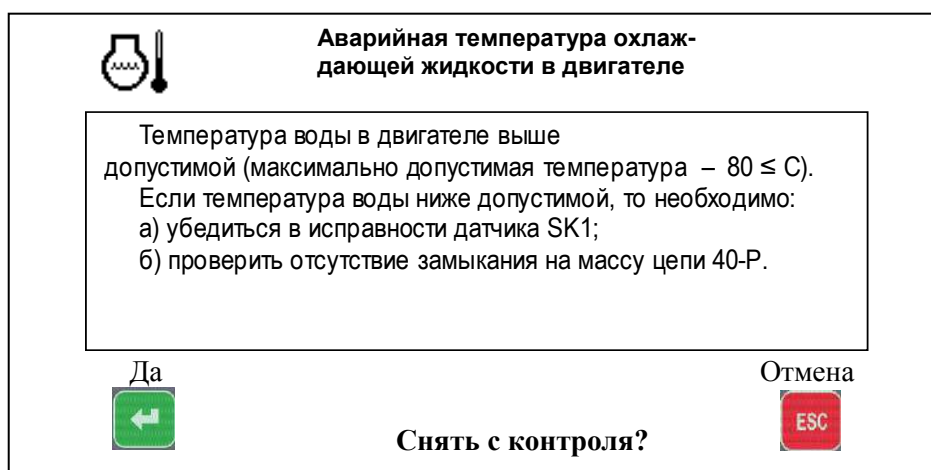 Аварийная температура охлаж-
дающей жидкости в двигателе
Температура воды в двигателе выше
допустимой (максимально допустимая температура – 80 ≤ С).
Если температура воды ниже допустимой, то необходимо:
а) убедиться в исправности датчика SK1;
б) проверить отсутствие замыкания на массу цепи 40-Р.
Да
Отмена
ESC
Снять с контроля?